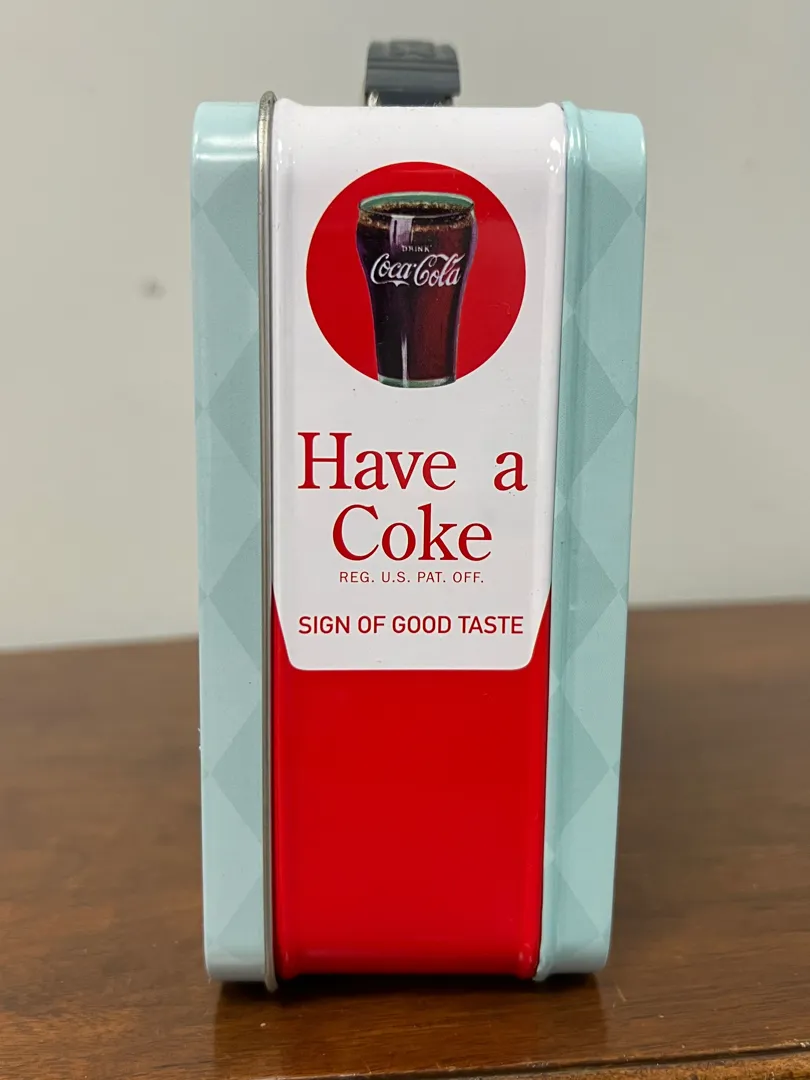 DRINK
Coca-Cola
Have a
Coke
REG. U.S. PAT. OFF.
SIGN OF GOOD TASTE